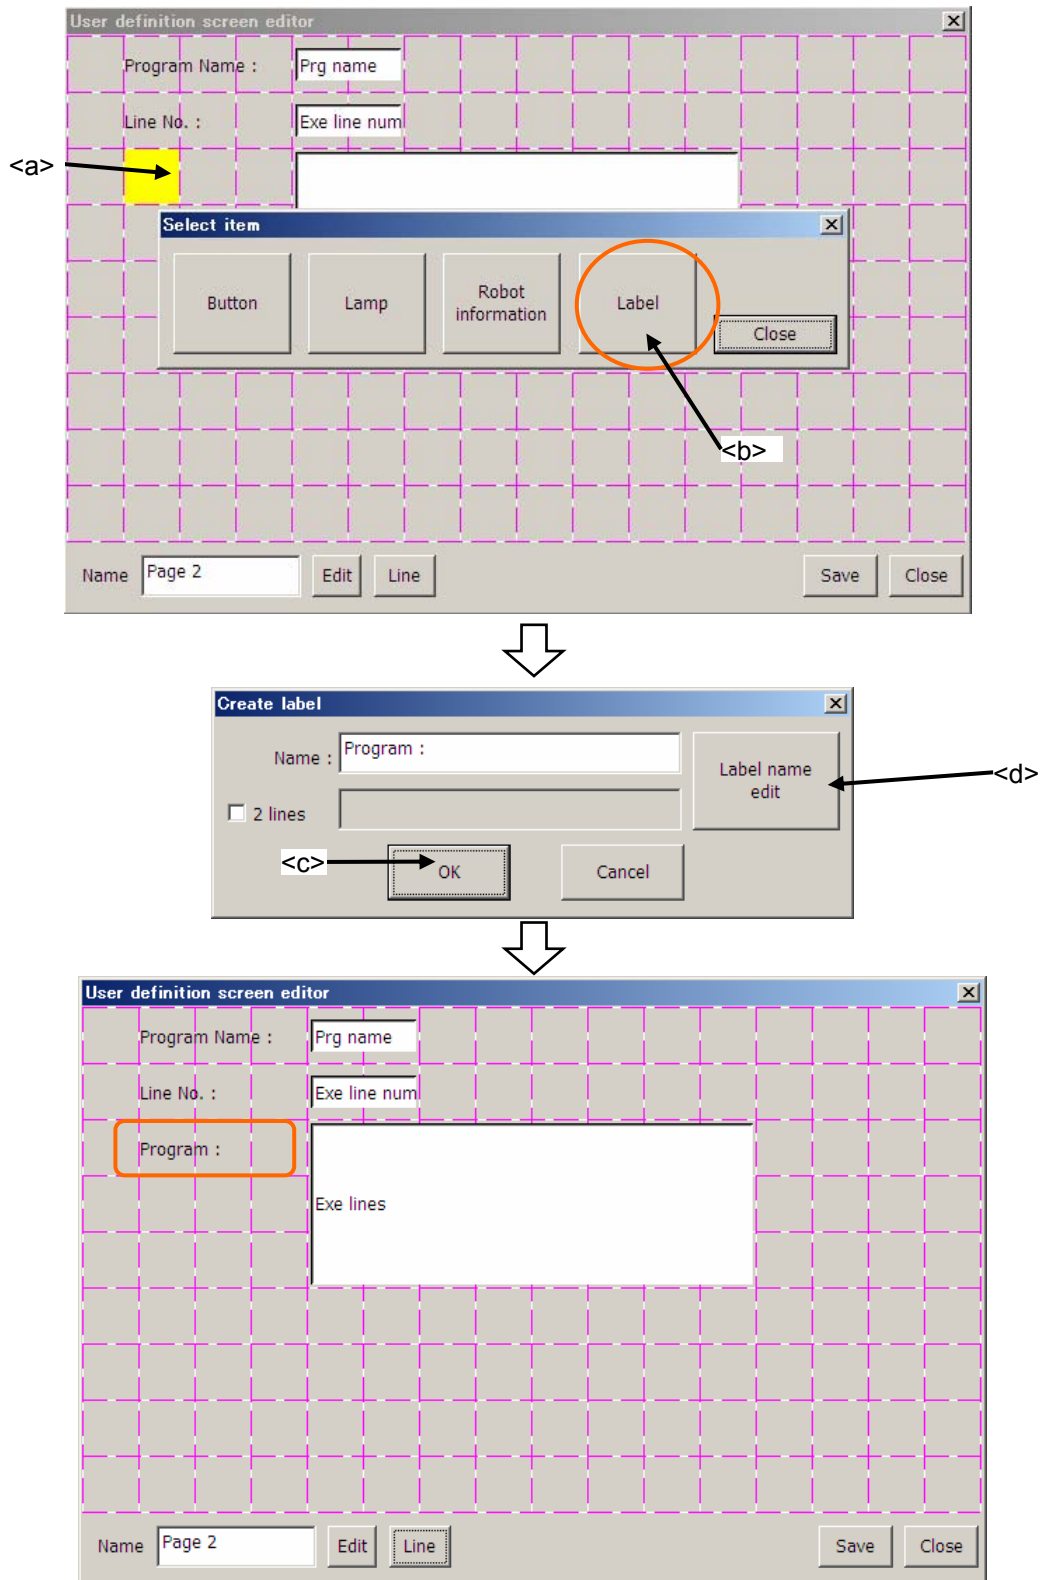 User definition screen editor
Program Name : Prg name
Line No. : Exe line num
<a>
Select item
Button
Lamp
Robot
information
Label
Close
<b>
Name Page 2 Edit Line Save Close
Create label
Name : Program :
Label name
edit
<d>
2 lines
<c>
OK Cancel
User definition screen editor
Program Name : Prg name
Line No. : Exe line num
Program :
Exe lines
Name Page 2 Edit Line Save Close